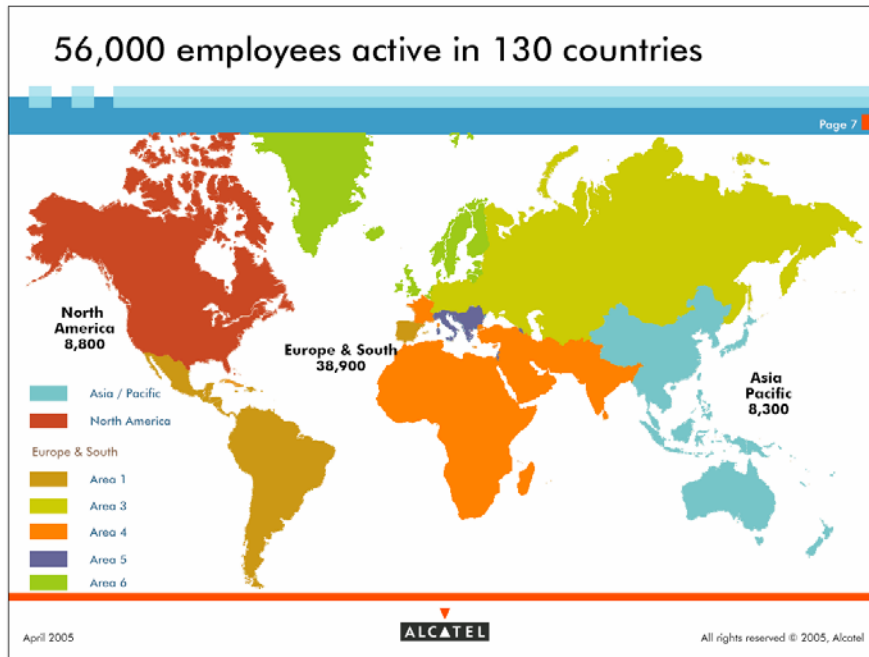 56,000 employees active in 130 countries
Page 7
North
America
8,800
Europe & South
38,900
Asia
Pacific
8,300
Asia / Pacific
North America
Europe & South
Area 1
Area 3
Area 4
Area 5
Area 6
April 2005
ALCATEL
All rights reserved © 2005, Alcatel